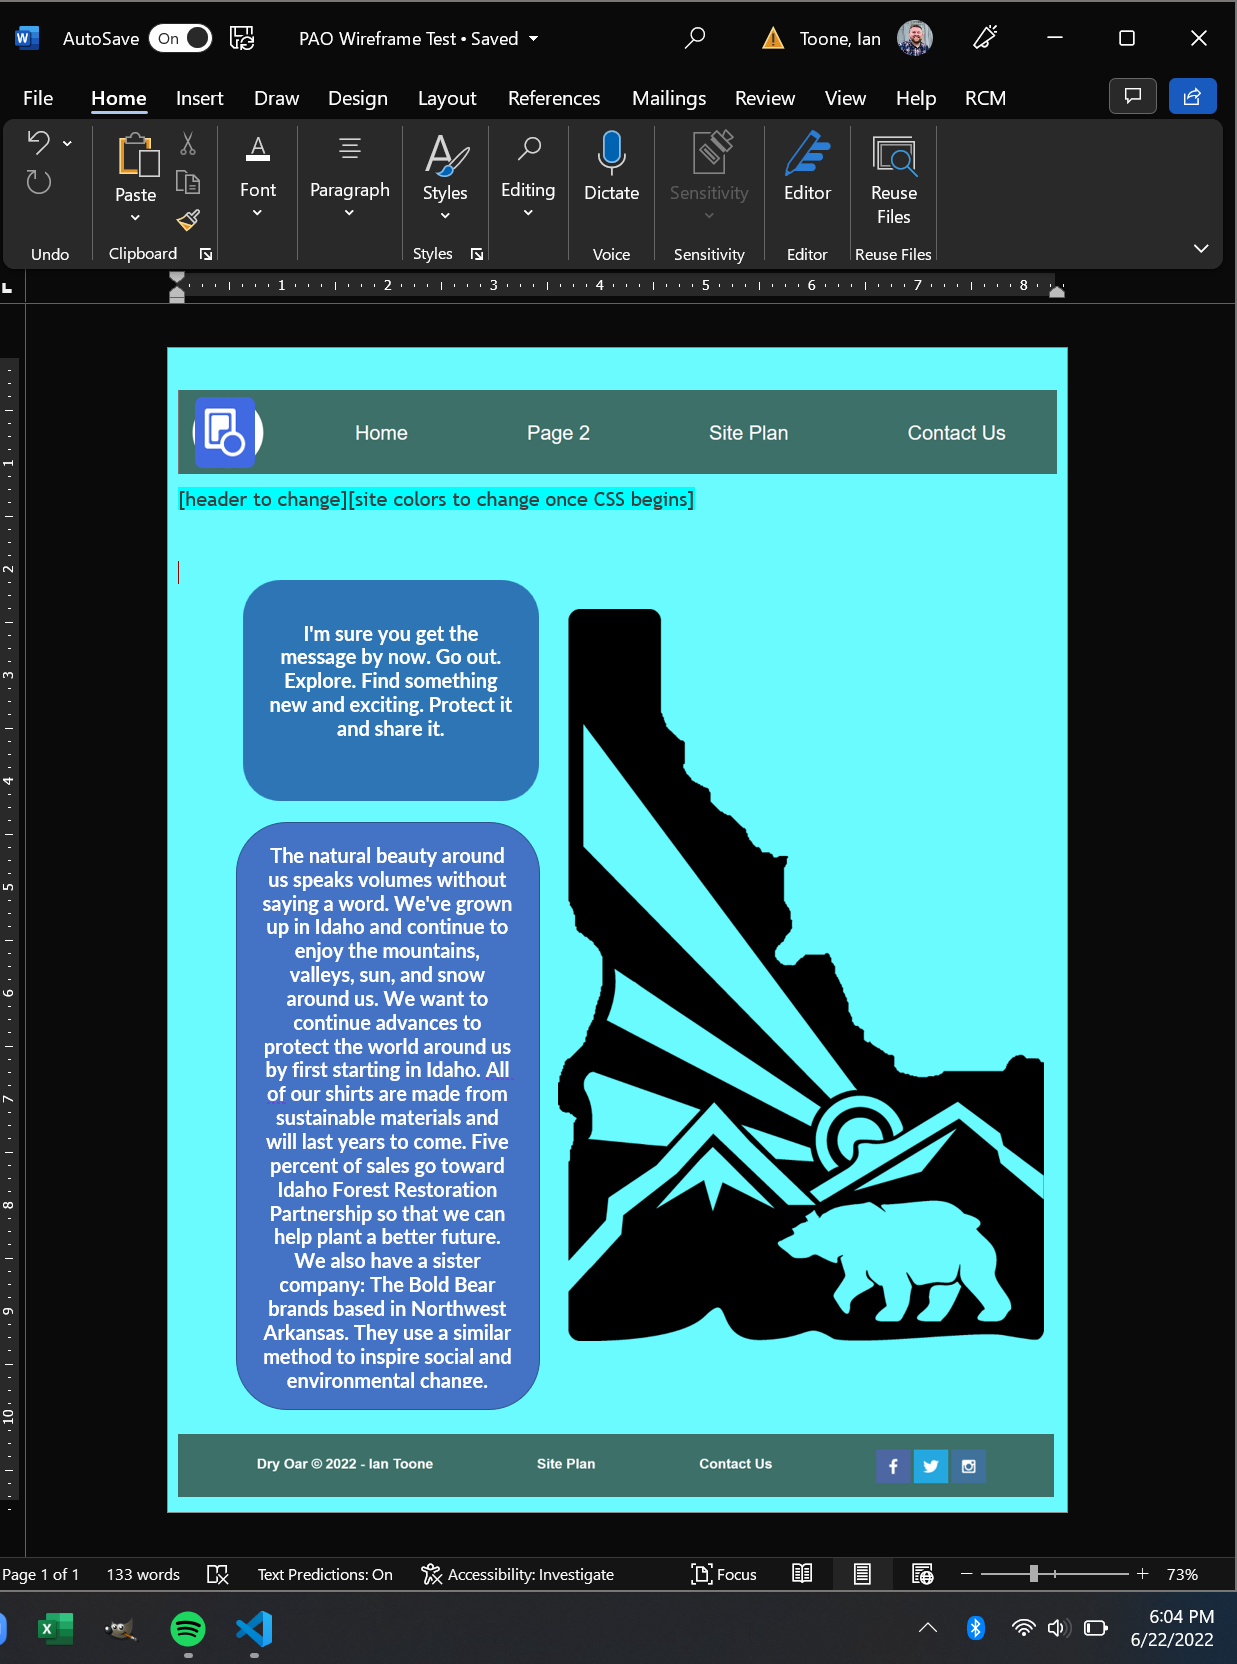 AutoSave On PAO Wireframe Test • Saved Toone, Ian
File Home Insert Draw Design Layout References Mailings Review View Help RCM
Paste Font Paragraph Styles Editing Dictate Sensitivity Editor Reuse
Files
Undo Clipboard Styles Voice Sensitivity Editor Reuse Files
1 2 3 4 5 6 7 8
1
2
3
4
5
6
7
8
9
10
Home Page 2 Site Plan Contact Us
[header to change][site colors to change once CSS begins]
I'm sure you get the
message by now. Go out.
Explore. Find something
new and exciting. Protect it
and share it.
The natural beauty around
us speaks volumes without
saying a word. We've grown
up in Idaho and continue to
enjoy the mountains,
valleys, sun, and snow
around us. We want to
continue advances to
protect the world around us
by first starting in Idaho. All
of our shirts are made from
sustainable materials and
will last years to come. Five
percent of sales go toward
Idaho Forest Restoration
Partnership so that we can
help plant a better future.
We also have a sister
company: The Bold Bear
brands based in Northwest
Arkansas. They use a similar
method to inspire social and
environmental change.
Dry Oar © 2022 - Ian Toone Site Plan Contact Us
Page 1 of 1 133 words Text Predictions: On Accessibility: Investigate Focus 73%
6:04 PM
6/22/2022